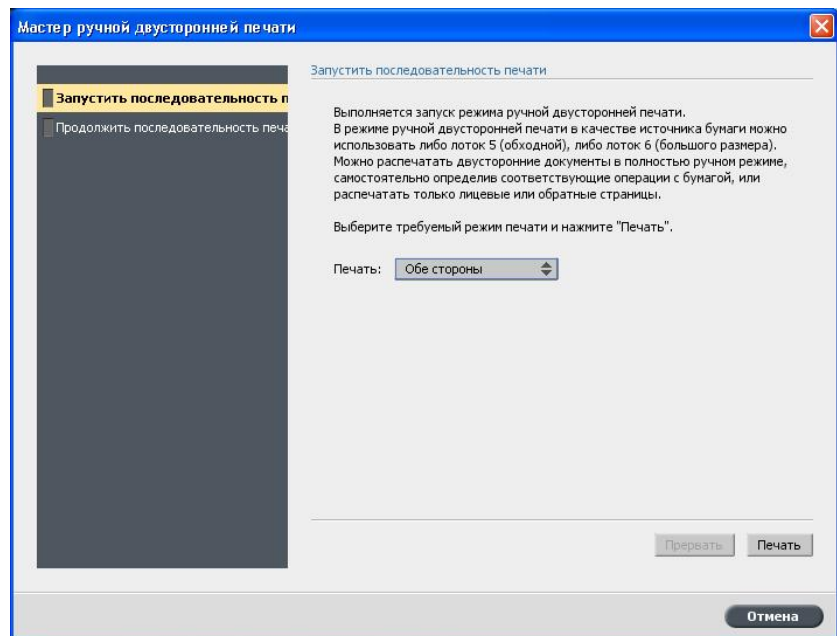 Мастер ручной двусторонней печати
Запустить последовательность п
Продолжить последовательность печа
Запустить последовательность печати
Выполняется запуск режима ручной двусторонней печати.
В режиме ручной двусторонней печати в качестве источника бумаги можно
использовать либо лоток 5 (обходной), либо лоток 6 (большого размера).
Можно распечатать двусторонние документы в полностью ручном режиме,
самостоятельно определив соответствующие операции с бумагой, или
распечатать только лицевые или обратные страницы.
Выберите требуемый режим печати и нажмите "Печать".
Печать: Обе стороны
Прервать Печать
Отмена